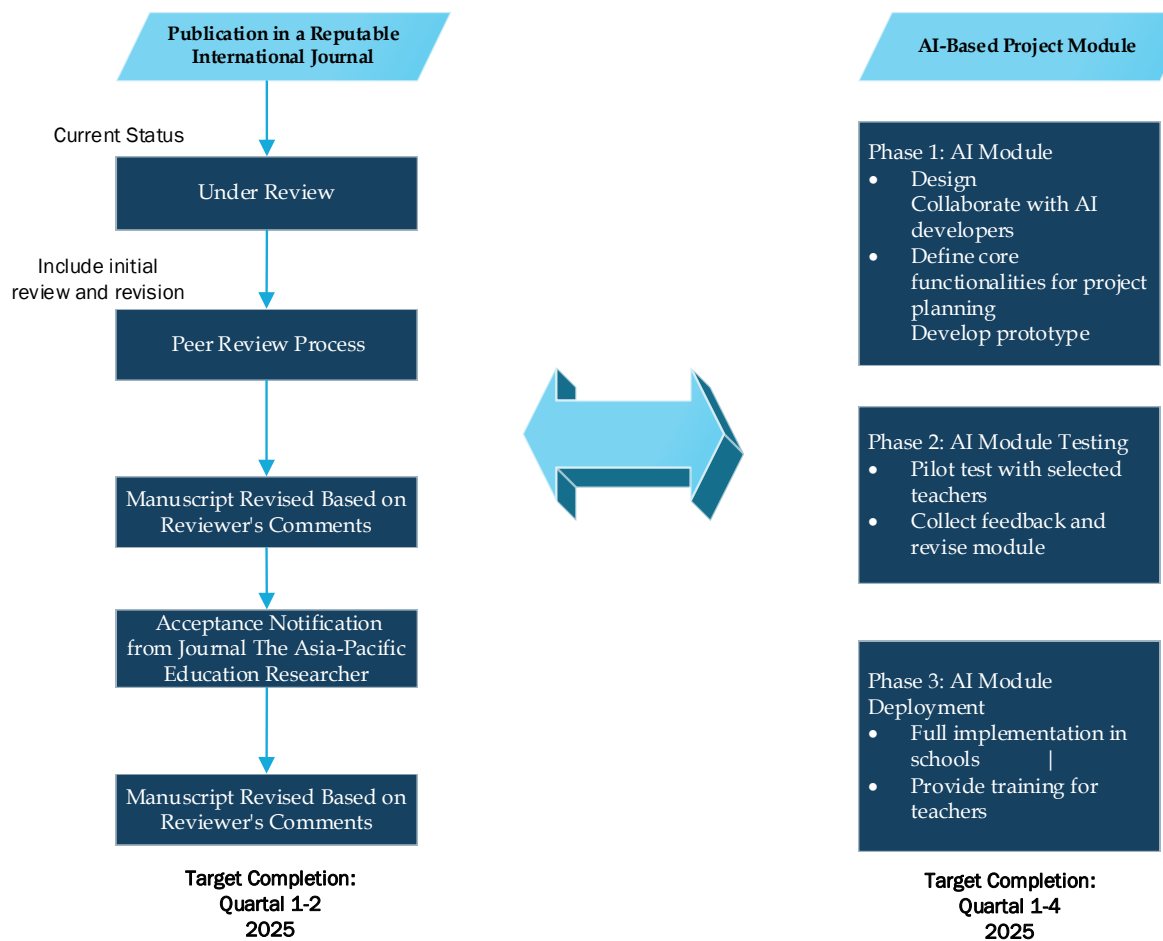 Publication in a Reputable
International Journal
Current Status
Under Review
Include initial
review and revision
Peer Review Process
Manuscript Revised Based on
Reviewer's Comments
Acceptance Notification
from Journal The Asia-Pacific
Education Researcher
Manuscript Revised Based on
Reviewer's Comments
Target Completion:
Quartal 1-2
2025
AI-Based Project Module
Phase 1: AI Module
• Design
Collaborate with AI
developers
• Define core
functionalities for project
planning
Develop prototype
Phase 2: AI Module Testing
• Pilot test with selected
teachers
• Collect feedback and
revise module
Phase 3: AI Module
Deployment
• Full implementation in
schools |
• Provide training for
teachers
Target Completion:
Quartal 1-4
2025